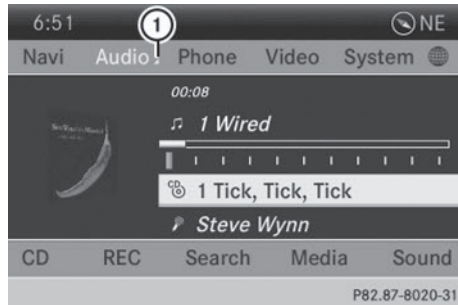 6:51 1 NE
Navi Audio Phone Video System
00:08
1 Wired
CD 1 Tick, Tick, Tick
Steve Wynn
CD REC Search Media Sound
P82.87-8020-31